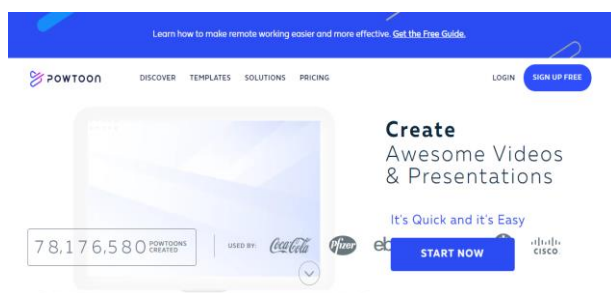 Learn how to make remote working easier and more effective. Get the Free Guide.
POWTOON DISCOVER TEMPLATES SOLUTIONS PRICING LOGIN SIGN UP FREE
Create
Awesome Videos
& Presentations
It's Quick and it's Easy
START NOW
78,176,580 POWTOONS CREATED
USED BY: Coca-Cola Pfizer eb CISCO